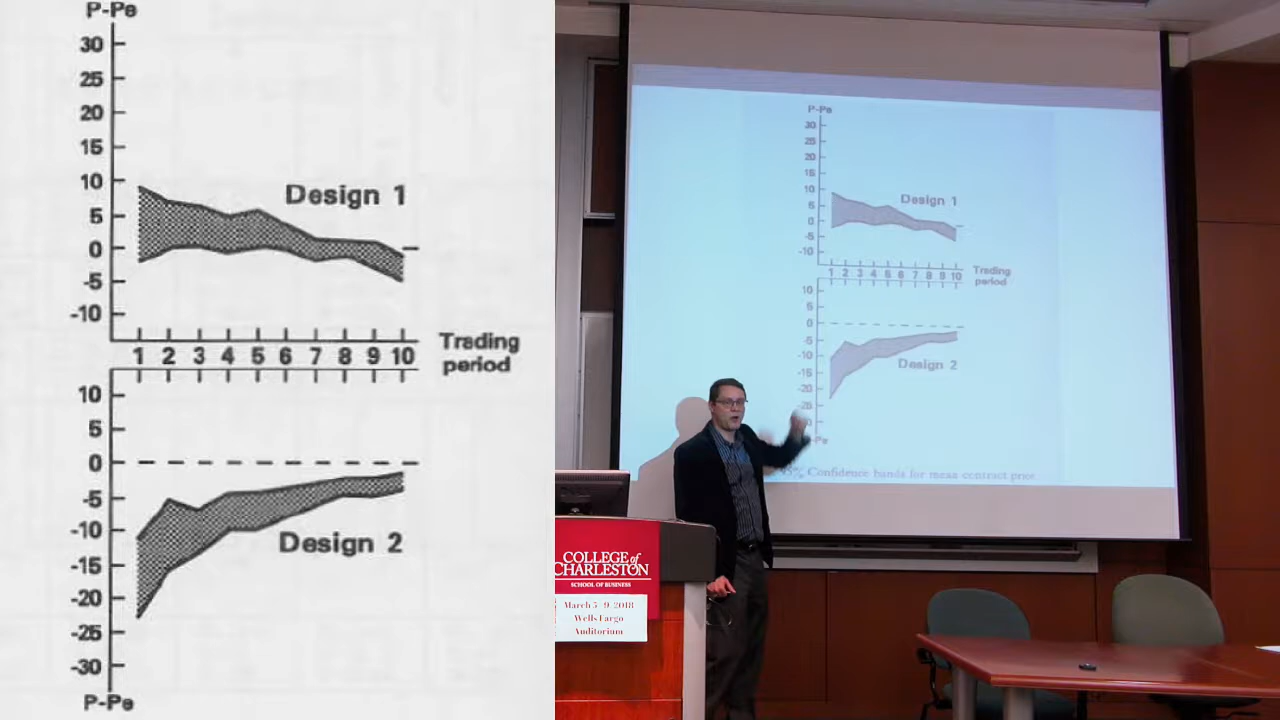 P-Pe
30
25
20
15
10
5
0
-5
-10
Design 1
1 2 3 4 5 6 7 8 9 10
Trading
period
10
5
0
-5
-10
-15
-20
-25
-30
Design 2
P-Pe
P-Pe
30
25
20
15
10
5
0
-5
-10
Design 1
1 2 3 4 5 6 7 8 9 10
Trading
period
10
5
0
-5
-10
-15
-20
-25
Design 2
-Pe
95% Confidence bands for mean contract price
COLLEGE of
CHARLESTON
SCHOOL OF BUSINESS
March 5-9, 2018
Wells Fargo
Auditorium